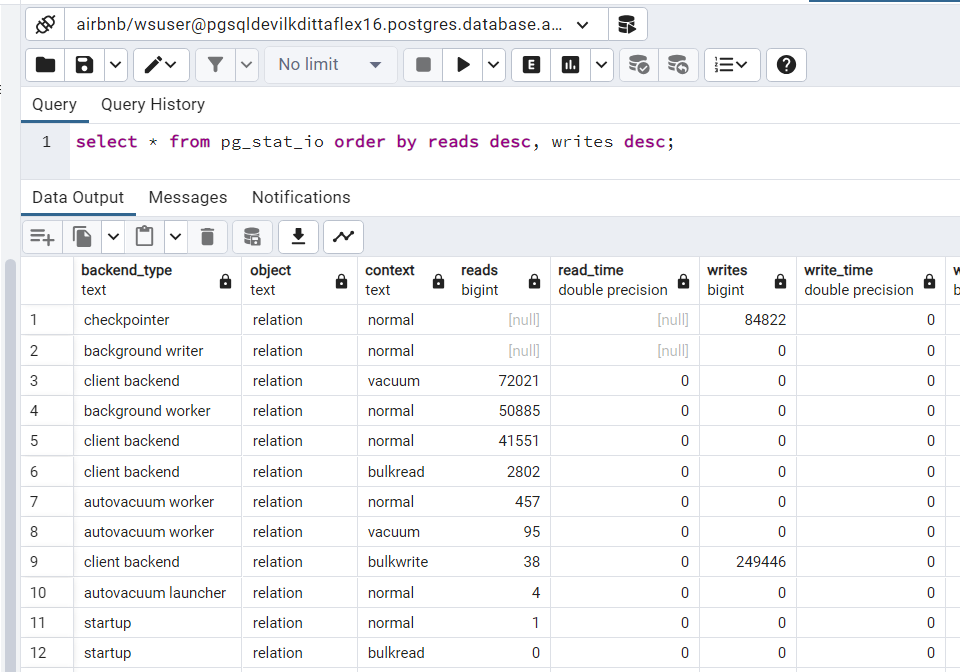 airbnb/wsuser@pgsqldevilkdittaflex16.postgres.database.a...
No limit
E
Query Query History
1 select * from pg_stat_io order by reads desc, writes desc;
Data Output Messages Notifications
backend_type object context reads read_time writes write_time w
text text text bigint double precision bigint double precision b
1 checkpointer relation normal [null] [null] 84822 0
2 background writer relation normal [null] [null] 0 0
3 client backend relation vacuum 72021 0 0 0
4 background worker relation normal 50885 0 0 0
5 client backend relation normal 41551 0 0 0
6 client backend relation bulkread 2802 0 0 0
7 autovacuum worker relation normal 457 0 0 0
8 autovacuum worker relation vacuum 95 0 0 0
9 client backend relation bulkwrite 38 0 249446 0
10 autovacuum launcher relation normal 4 0 0 0
11 startup relation normal 1 0 0 0
12 startup relation bulkread 0 0 0 0